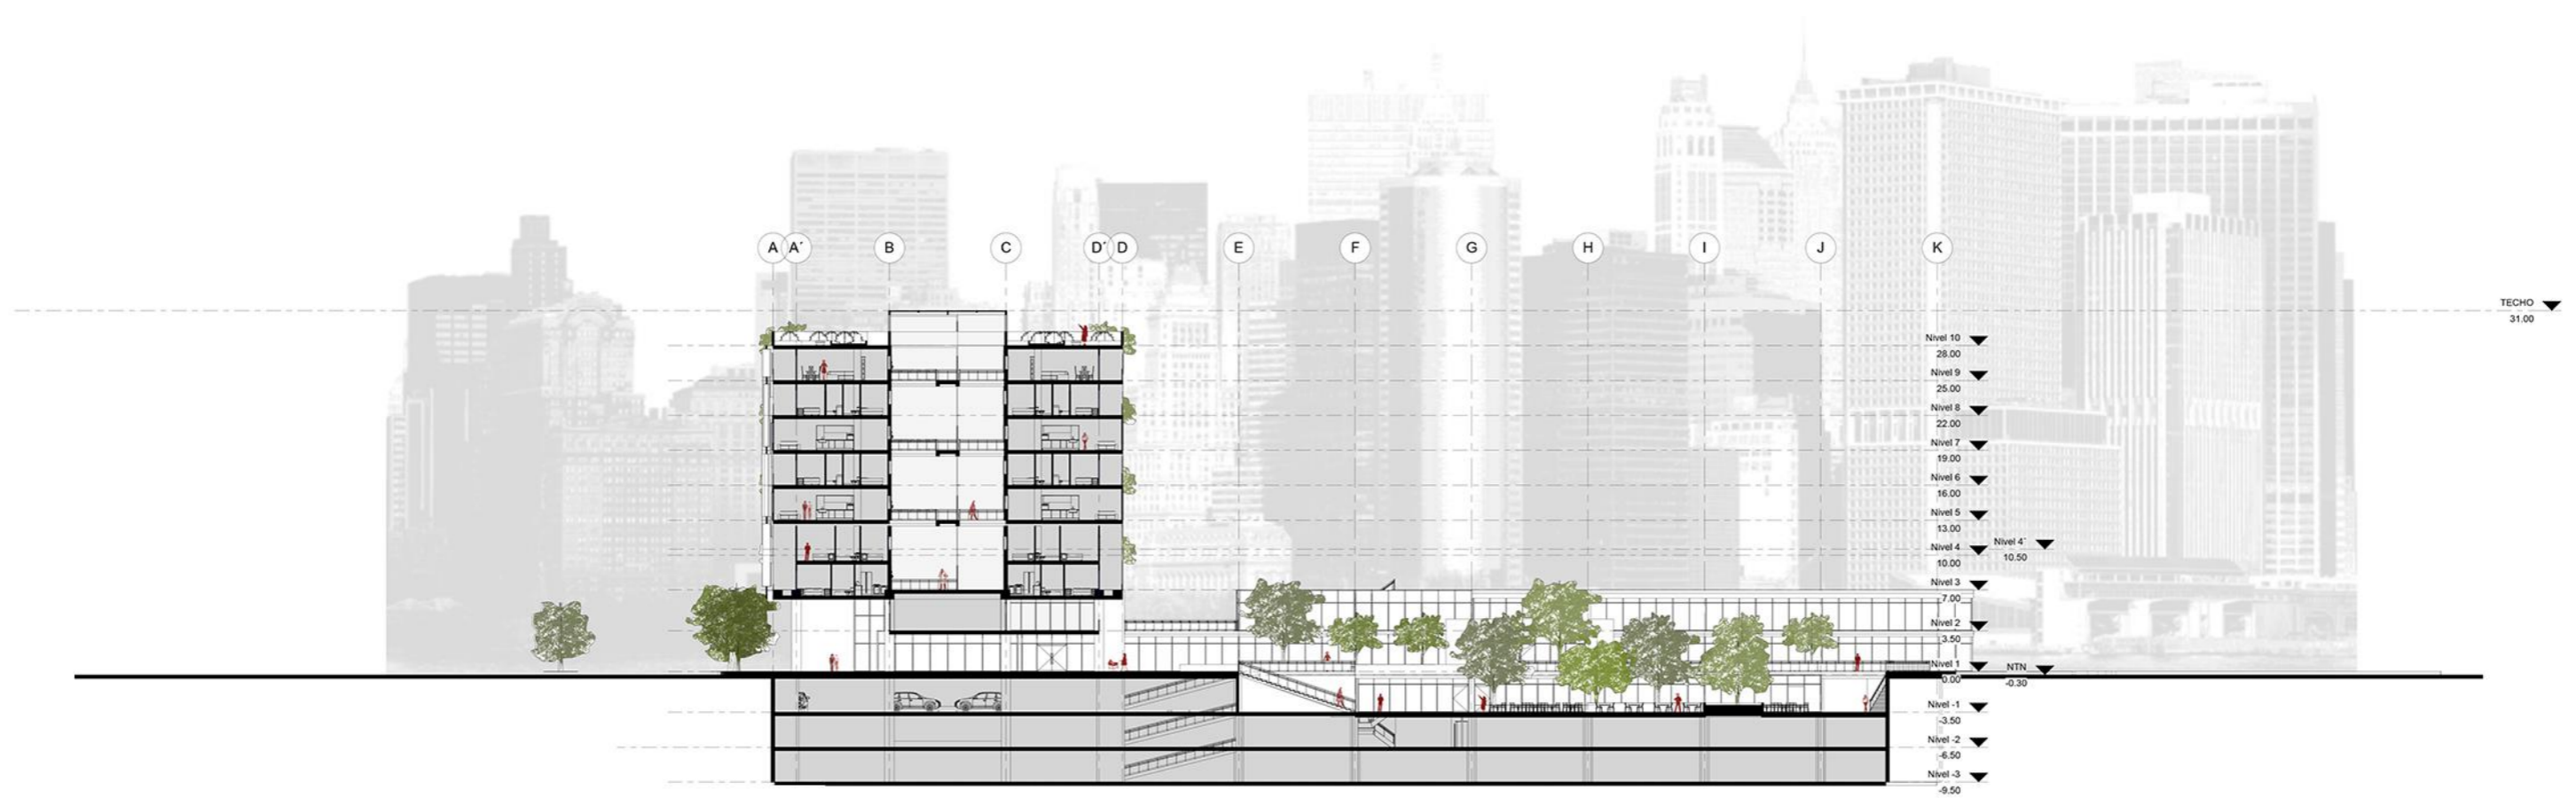 A A´ B C D´ D E F G H I J K
TECHO
31.00
Nivel 10
28.00
Nivel 9
25.00
Nivel 8
22.00
Nivel 7
19.00
Nivel 6
16.00
Nivel 5
13.00
Nivel 4
10.00
Nivel 4´
10.50
Nivel 3
7.00
Nivel 2
3.50
Nivel 1
0.00
NTN
-0.30
Nivel -1
-3.50
Nivel -2
-6.50
Nivel -3
-9.50